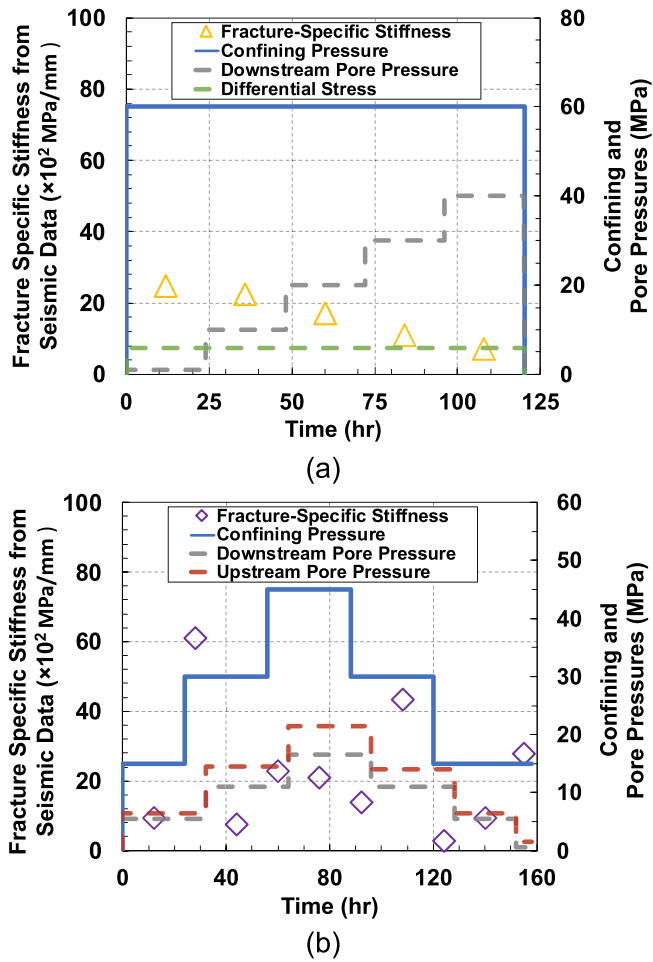 (a)
100
80
60
40
20
0
Fracture Specific Stiffness from
Seismic Data (×10² MPa/mm )
Fracture-Specific Stiffness
Confining Pressure
Downstream Pore Pressure
Differential Stress
80
60
40
20
0
Confining and
Pore Pressures (MPa)
0 25 50 75 100 125
Time (hr)
(a)
100
80
60
40
20
0
Fracture Specific Stiffness from
Seismic Data (×10² MPa/mm )
Fracture-Specific Stiffness
Confining Pressure
Downstream Pore Pressure
Upstream Pore Pressure
60
50
40
30
20
10
0
Confining and
Pore Pressures (MPa)
0 40 80 120 160
Time (hr)
(b)